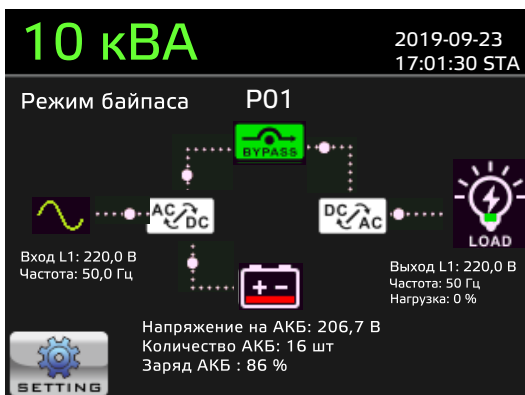 10 кВА
2019-09-23
17:01:30 STA
Режим байпаса
P01
BYPASS
AC
DC
DC
AC
LOAD
Вход L1: 220,0 В
Частота: 50,0 Гц
Выход L1: 220,0 В
Частота: 50 Гц
Нагрузка: 0 %
Напряжение на АКБ: 206,7 В
Количество АКБ: 16 шт
Заряд АКБ : 86 %
SETTING